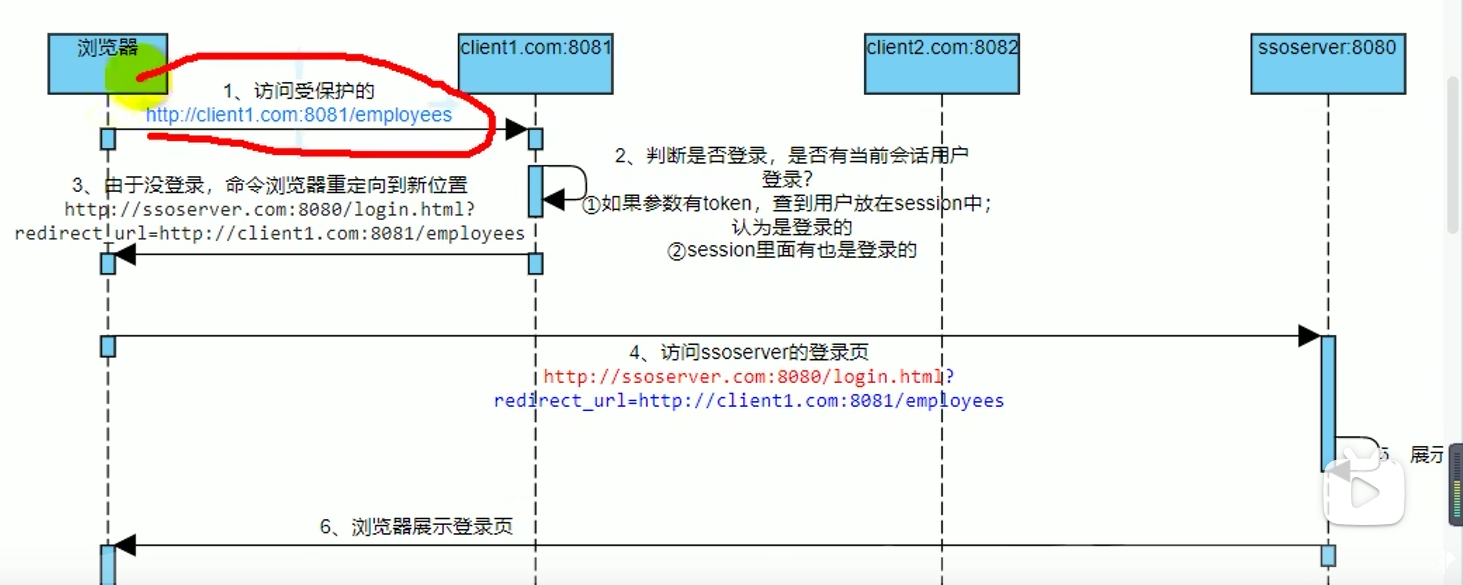 浏览器
client1.com:8081
client2.com:8082
ssoserver:8080
1、访问受保护的
http://client1.com:8081/employees
2、判断是否登录，是否有当前会话用户
登录？
①如果参数有token，查到用户放在session中；
认为是登录的
②session里面有也是登录的
3、由于没登录，命令浏览器重定向到新位置
http://ssoserver.com:8080/login.html?
redirect_url=http://client1.com:8081/employees
4、访问ssoserver的登录页
http://ssoserver.com:8080/login.html?
redirect_url=http://client1.com:8081/employees
5、展示
6、浏览器展示登录页